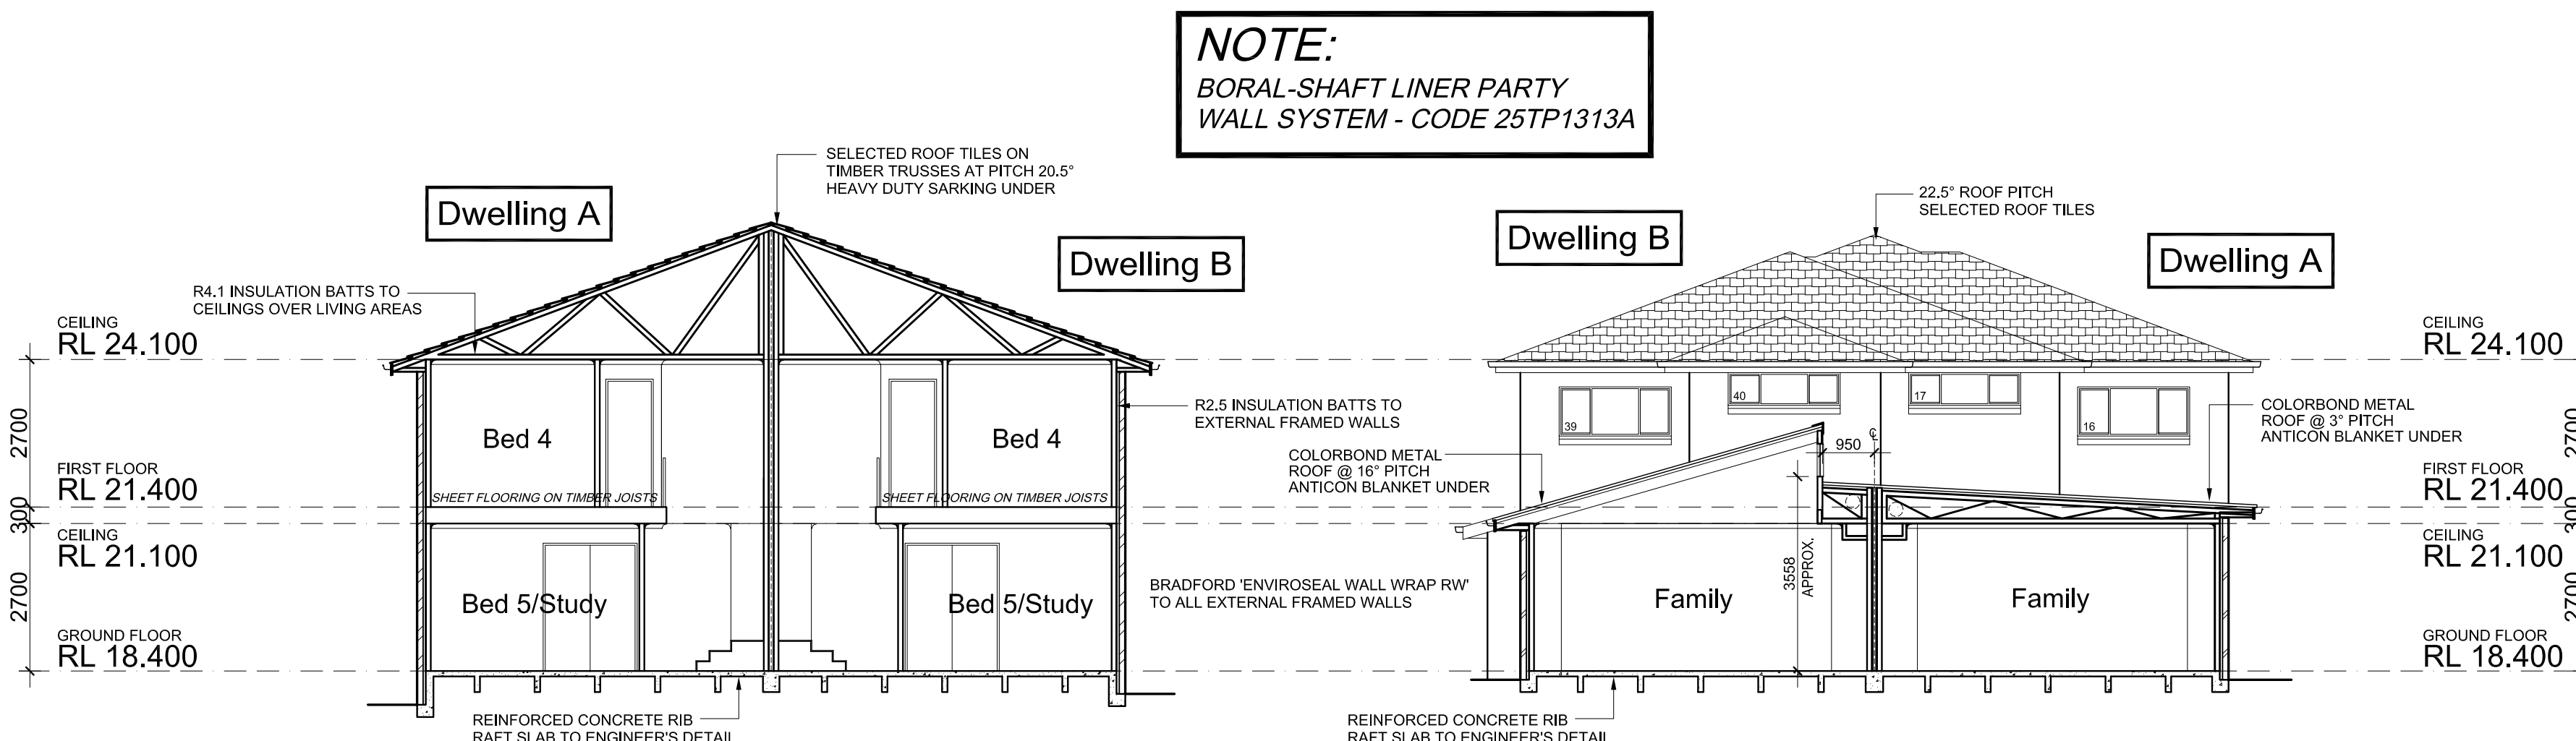 NOTE:
BORAL-SHAFT LINER PARTY
WALL SYSTEM - CODE 25TP1313A
SELECTED ROOF TILES ON
TIMBER TRUSSES AT PITCH 20.5°
HEAVY DUTY SARKING UNDER
Dwelling A
Dwelling B
R4.1 INSULATION BATTS TO
CEILINGS OVER LIVING AREAS
CEILING
RL 24.100
2700
FIRST FLOOR
RL 21.400
300
CEILING
RL 21.100
2700
GROUND FLOOR
RL 18.400
Bed 4
Bed 4
SHEET FLOORING ON TIMBER JOISTS
SHEET FLOORING ON TIMBER JOISTS
Bed 5/Study
Bed 5/Study
R2.5 INSULATION BATTS TO
EXTERNAL FRAMED WALLS
BRADFORD 'ENVIROSEAL WALL WRAP RW'
TO ALL EXTERNAL FRAMED WALLS
REINFORCED CONCRETE RIB
RAFT SLAB TO ENGINEER'S DETAIL
22.5° ROOF PITCH
SELECTED ROOF TILES
Dwelling B
Dwelling A
39
40
17
16
COLORBOND METAL
ROOF @ 16° PITCH
ANTICON BLANKET UNDER
950
℄
COLORBOND METAL
ROOF @ 3° PITCH
ANTICON BLANKET UNDER
3558
APPROX.
Family
Family
CEILING
RL 24.100
2700
FIRST FLOOR
RL 21.400
300
CEILING
RL 21.100
2700
GROUND FLOOR
RL 18.400
REINFORCED CONCRETE RIB
RAFT SLAB TO ENGINEER'S DETAIL